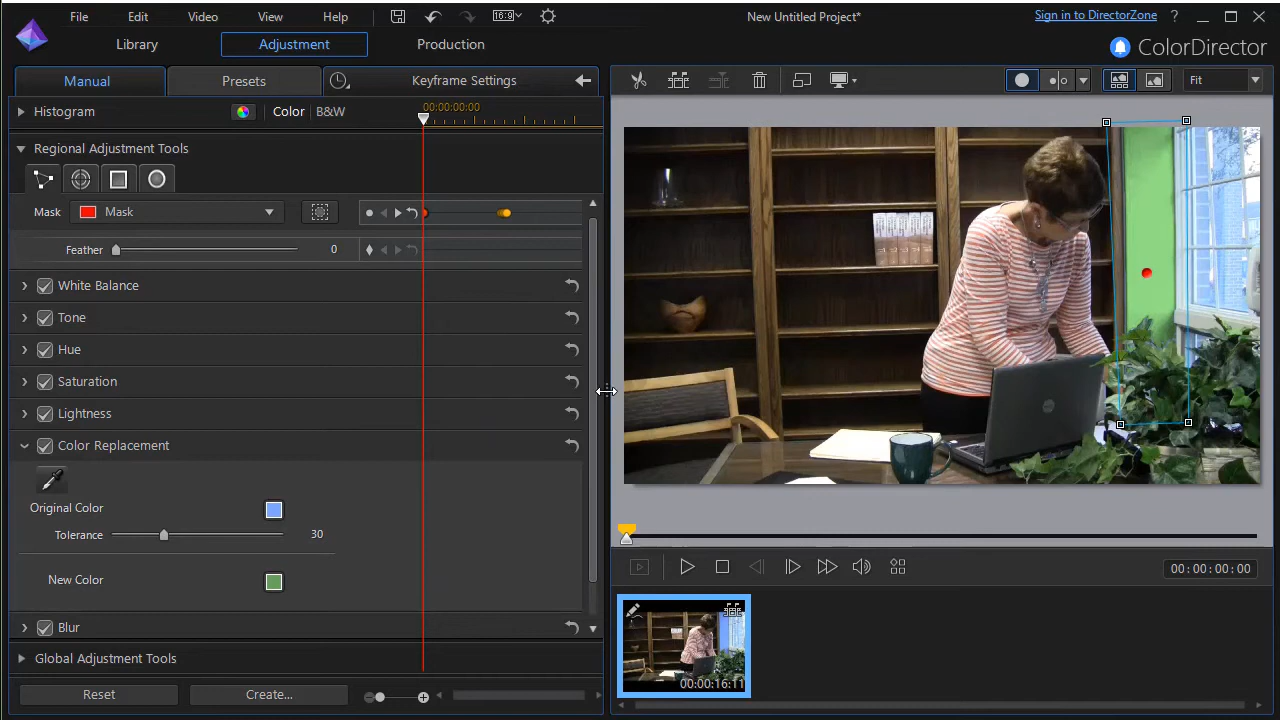 File Edit Video View Help 16:9 New Untitled Project* Sign in to DirectorZone ?
Library Adjustment Production ColorDirector
Manual Presets Keyframe Settings Fit
Histogram Color B&W 00:00:00:00
Regional Adjustment Tools
Mask Mask
Feather 0
White Balance
Tone
Hue
Saturation
Lightness
Color Replacement
Original Color
Tolerance 30
New Color
00:00:00:00
Blur
Global Adjustment Tools
00:00:16:11
Reset Create...